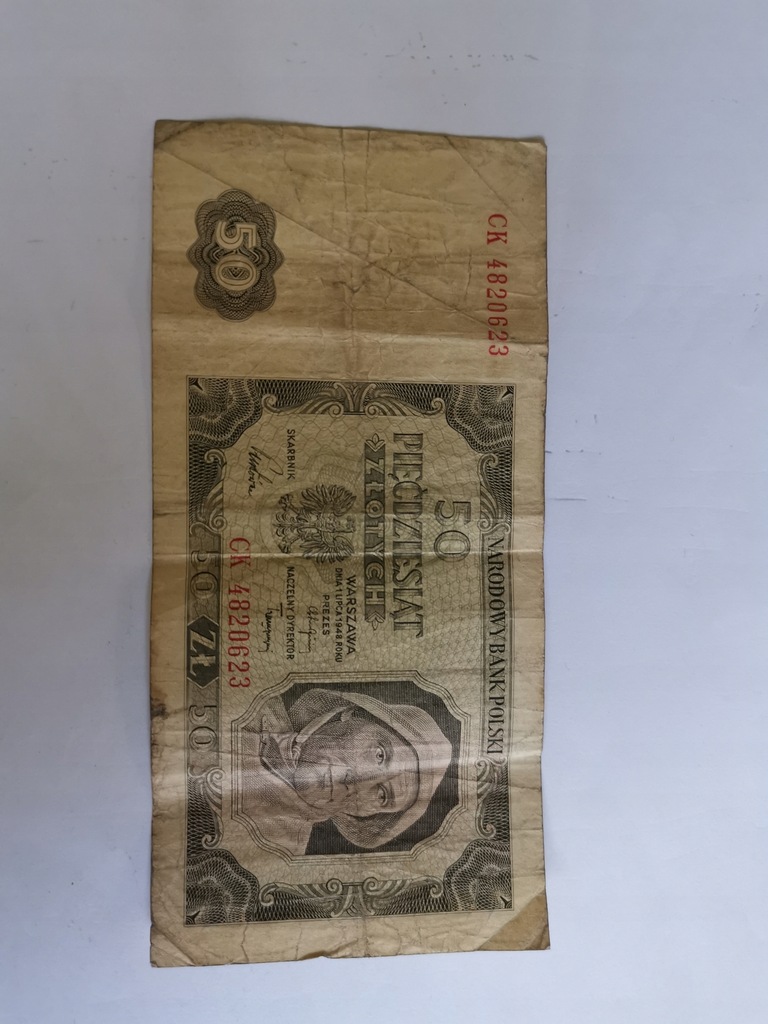 CK 4820623
50
NARODOWY BANK POLSKI
50
PIĘĆDZIESIĄT
ZŁOTYCH
WARSZAWA
DNIA 1 LIPCA 1948 ROKU
PREZES
SKARBNIK
NACZELNY DYREKTOR
CK 4820623
50 ZŁ 50